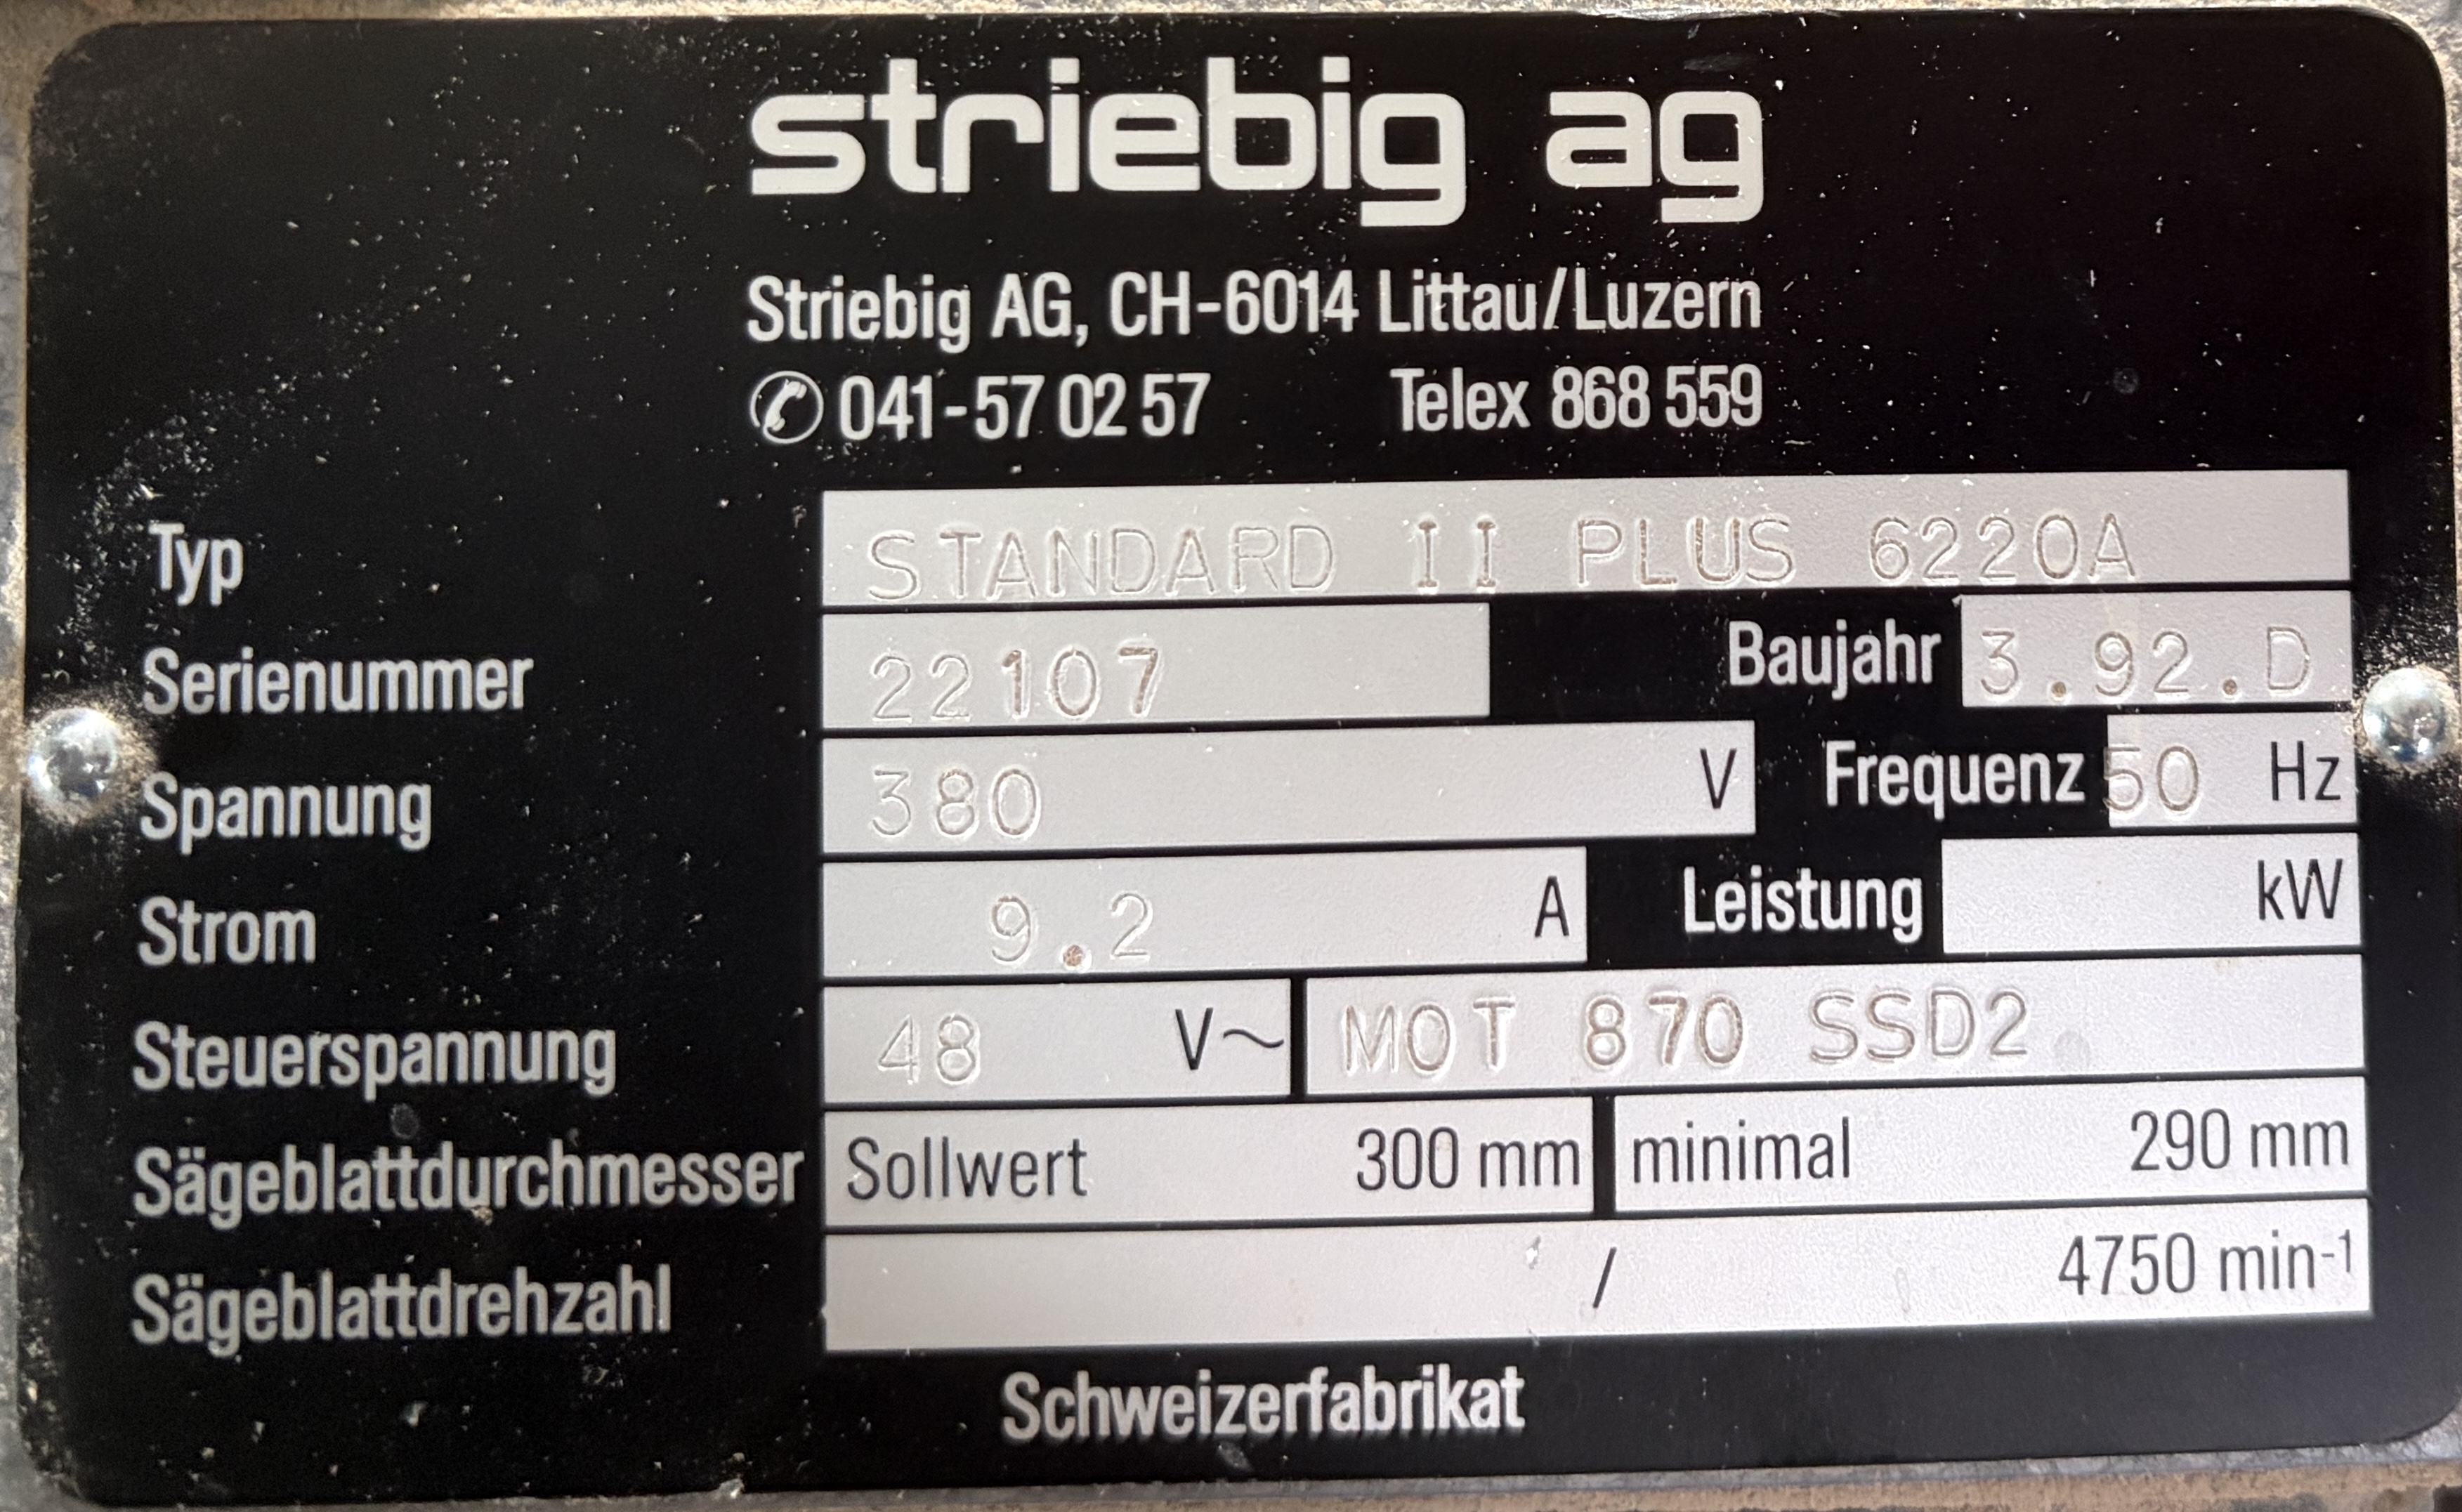 striebig ag
Striebig AG, CH-6014 Littau/Luzern
✆ 041-57 02 57 Telex 868 559
Typ STANDARD II PLUS 6220A
Serienummer 22107 Baujahr 3.92.D
Spannung 380 V Frequenz 50 Hz
Strom 9.2 A Leistung kW
Steuerspannung 48 V~ MOT 870 SSD2
Sägeblattdurchmesser Sollwert 300 mm minimal 290 mm
Sägeblattdrehzahl / 4750 min-1
Schweizerfabrikat